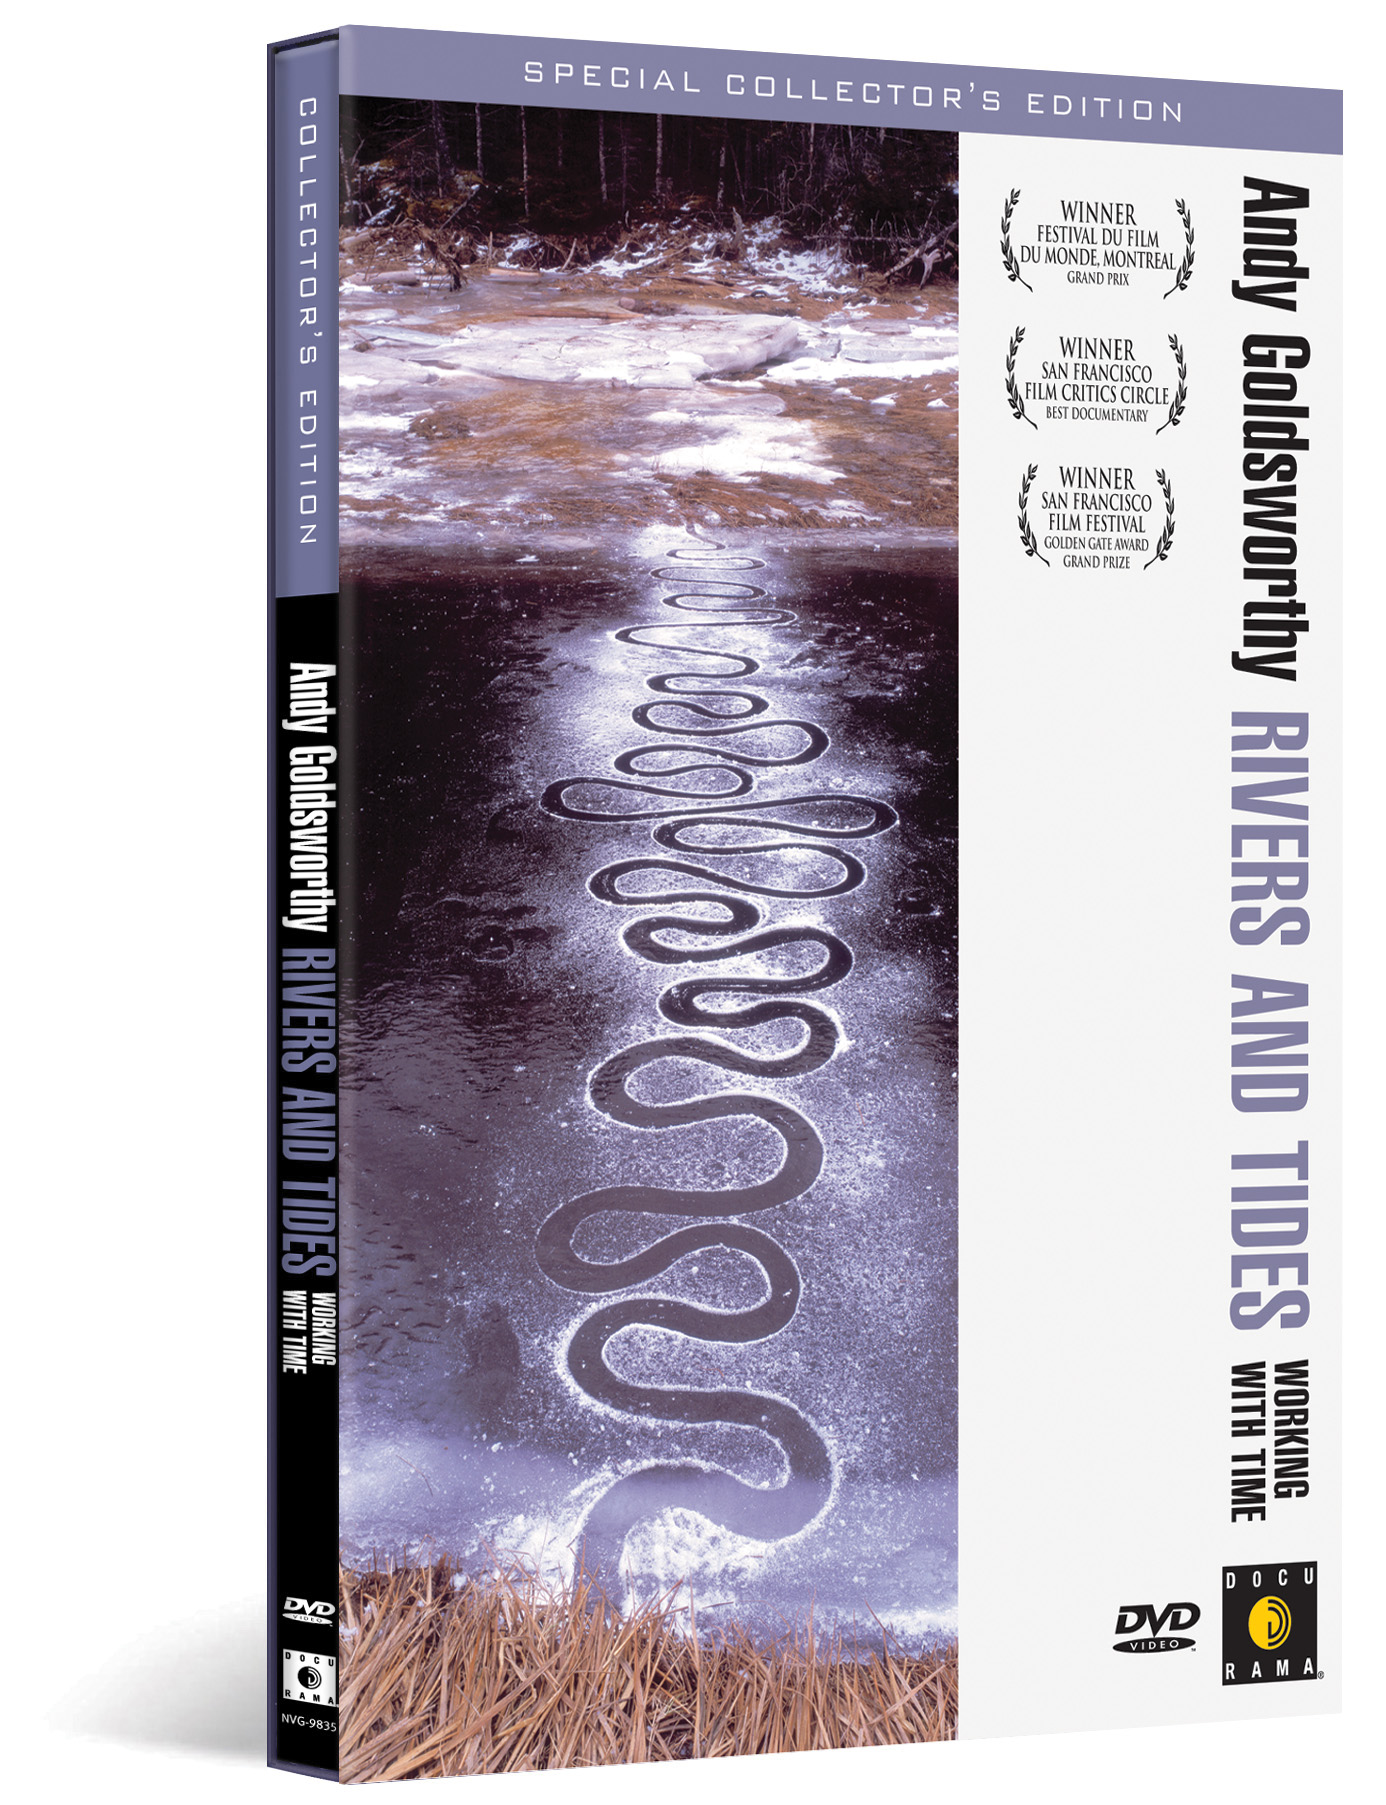 SPECIAL COLLECTOR'S EDITION
WINNER
FESTIVAL DU FILM
DU MONDE, MONTREAL
GRAND PRIX
WINNER
SAN FRANCISCO
FILM CRITICS CIRCLE
BEST DOCUMENTARY
WINNER
SAN FRANCISCO
FILM FESTIVAL
GOLDEN GATE AWARD
GRAND PRIZE
Andy Goldsworthy RIVERS AND TIDES
WORKING
WITH TIME
DVD
VIDEO™
DOCU
RAMA®
COLLECTOR'S EDITION
Andy Goldsworthy RIVERS AND TIDES
WORKING
WITH TIME
DVD
VIDEO
DOCU
RAMA
NVG-9835